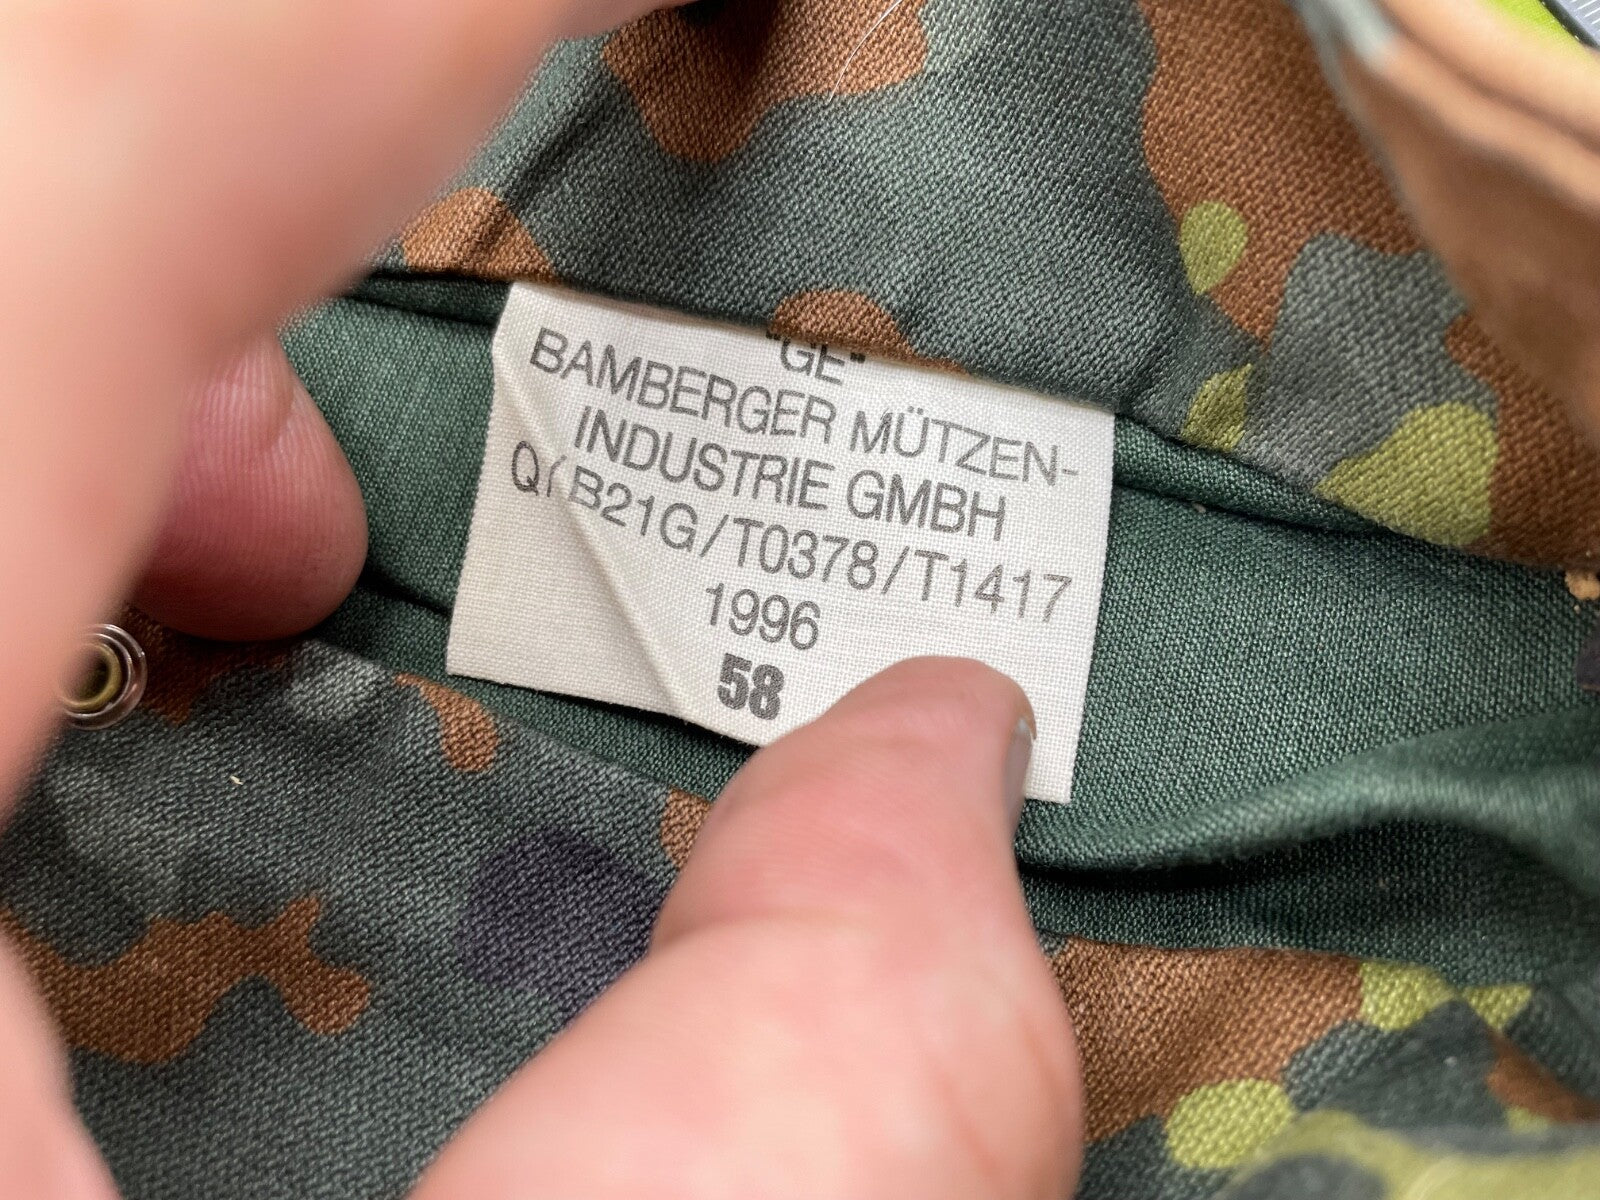 "GE"
BAMBERGER MÜTZEN-
INDUSTRIE GMBH
B21G/T0378/T1417
1996
58